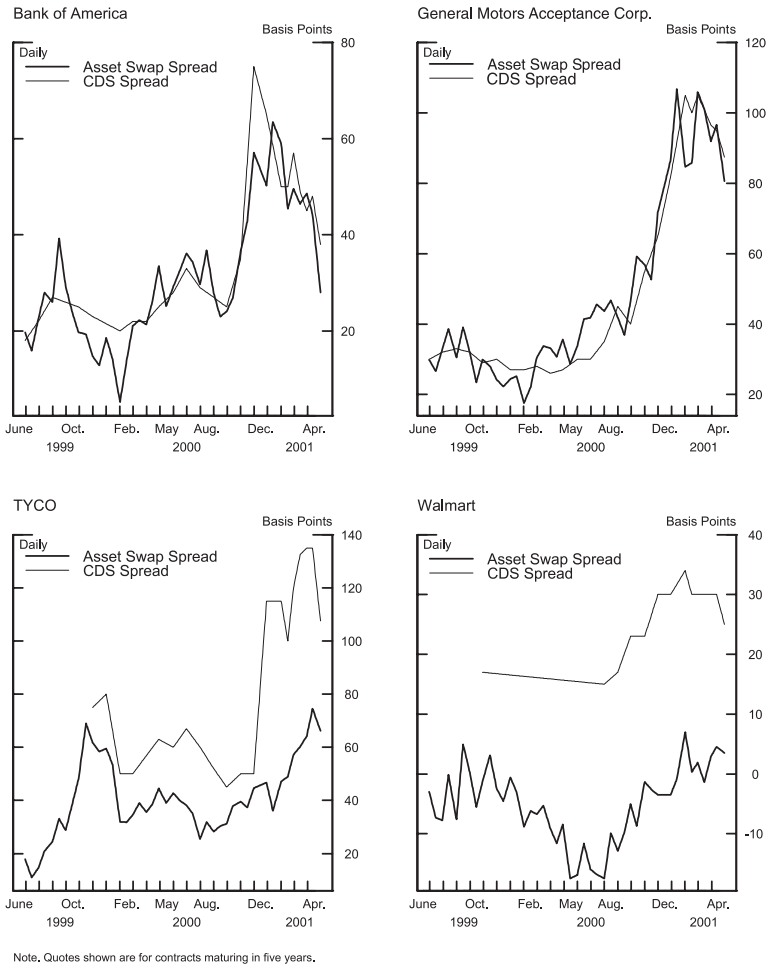 Bank of America
Basis Points
Daily
Asset Swap Spread
CDS Spread
80
60
40
20
June Oct. Feb. May Aug. Dec. Apr.
1999 2000 2001
General Motors Acceptance Corp.
Basis Points
Daily
Asset Swap Spread
CDS Spread
120
100
80
60
40
20
June Oct. Feb. May Aug. Dec. Apr.
1999 2000 2001
TYCO
Basis Points
Daily
Asset Swap Spread
CDS Spread
140
120
100
80
60
40
20
June Oct. Feb. May Aug. Dec. Apr.
1999 2000 2001
Walmart
Basis Points
Daily
Asset Swap Spread
CDS Spread
40
30
20
10
0
-10
June Oct. Feb. May Aug. Dec. Apr.
1999 2000 2001
Note. Quotes shown are for contracts maturing in five years.